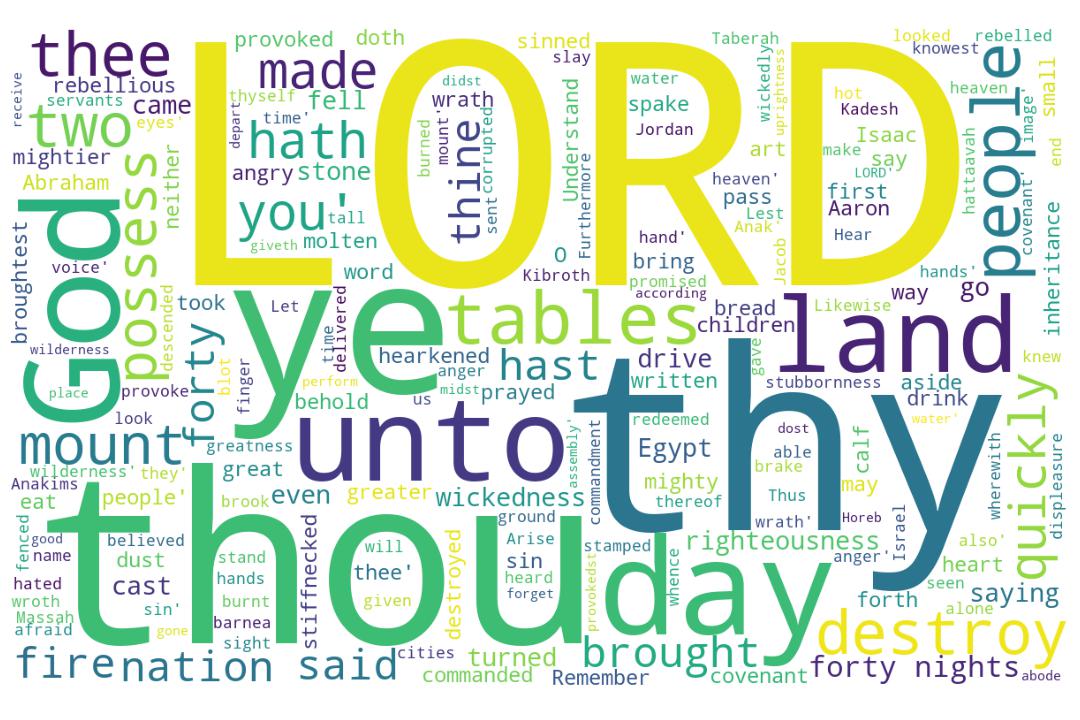 LORD
thee
provoked
doth
sinned
slay
Taberah
looked
rebelled
knowest
receive
rebellious
servants
came
made
thyself
fell
didst
wrath
water
spake
Jordan
wickedly
uprightness
hot
Kadesh
heaven
people
image'
small
two
eyes'
depart
time'
hath
burned
mount'
thine
sent
corrupted
Understand
Furthermore
art
make
Isaac
say
LORD'
hattaavah
covenant'
end
mightier
Abraham
neither
possess
angry
stone
you'
tall
giveth
molten
heaven'
pass
Lest
Anak'
Jacob
first
Aaron
Hear
God
broughtest
voice'
descended
word
O
Kibroth
hand'
bring
promised
according
hands'
inheritance
wilderness
took
Let
ye
time
delivered
tables
bread
children
Likewise
way
go
land
place
provoke
look
forty
blot
finger
perform
behold
hearkened
anger
us
midst
prayed
hast
drive
written
gave
stubbornness
aside
drink
knew
mount
greatness
great
unto
assembly'
commandment
redeemed
Egypt
thy
dost
able
brake
calf
water'
wherewith
quickly
displeasure
wilderness'
they'
Anakims
eat
people'
brook
even
greater
wickedness
mighty
thereof
Thus
wrath'
may
Horeb
Israel
also'
fenced
good
name
believed
dust
hated
cast
wroth
Massah
sin'
afraid
gone
thou
stand
hands
burnt
barnea
sight
stiffnecked
will
thee'
given
destroyed
ground
Arise
sin
heard
forget
stamped
provokedst
whence
day
righteousness
anger'
heart
seen
forth
alone
saying
destroy
fire
nation
said
cities
turned
commanded
Remember
brought
covenant
forty nights
abode